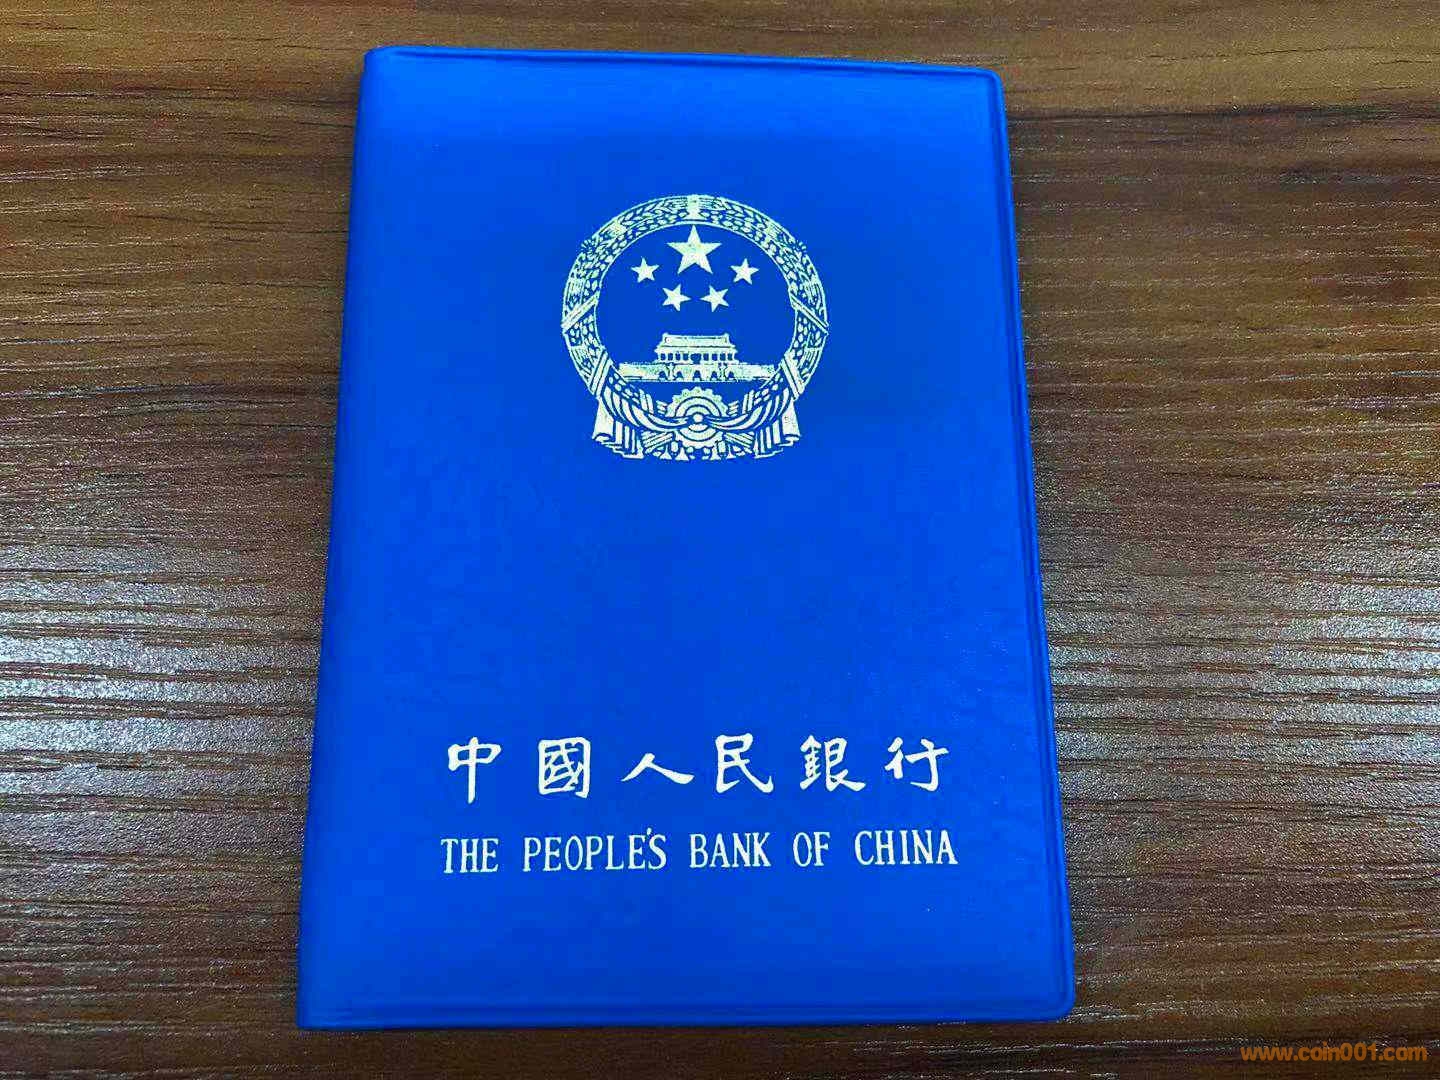 中國人民銀行
THE PEOPLE'S BANK OF CHINA
www.coin001.com